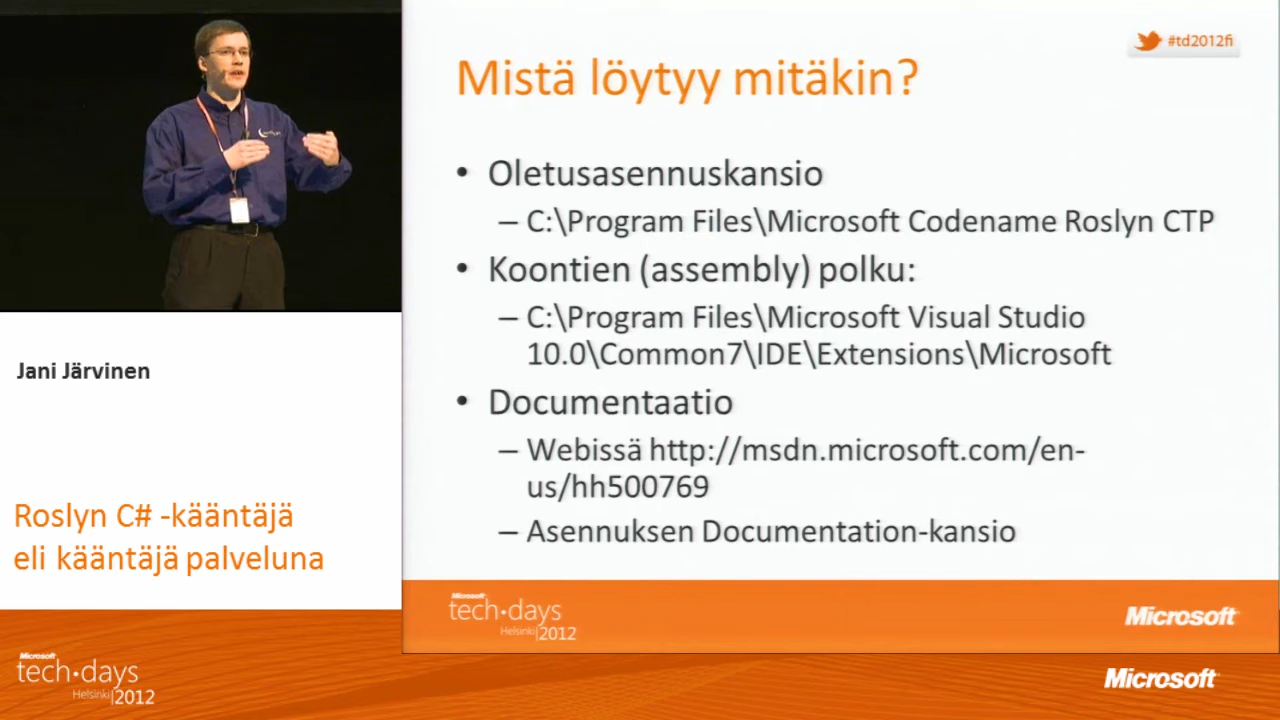 #td2012fi
Mistä löytyy mitäkin?
• Oletusasennuskansio
– C:\Program Files\Microsoft Codename Roslyn CTP
• Koontien (assembly) polku:
– C:\Program Files\Microsoft Visual Studio
10.0\Common7\IDE\Extensions\Microsoft
• Documentaatio
– Webissä http://msdn.microsoft.com/en-
us/hh500769
– Asennuksen Documentation-kansio
Microsoft
tech•days
Helsinki|2012
Microsoft
Jani Järvinen
Roslyn C# -kääntäjä
eli kääntäjä palveluna
Microsoft
tech•days
Helsinki|2012
Microsoft